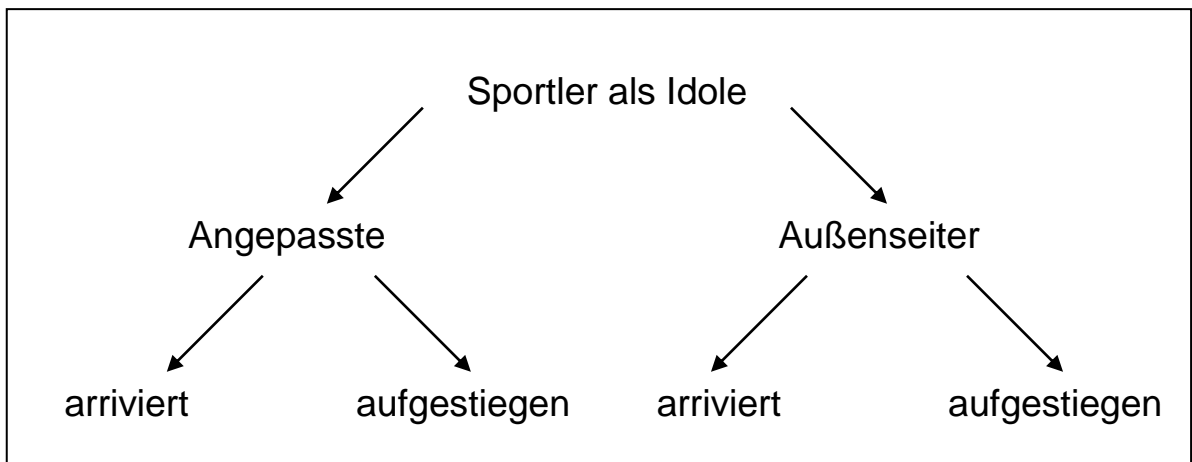 Sportler als Idole
Angepasste Außenseiter
arriviert aufgestiegen arriviert aufgestiegen